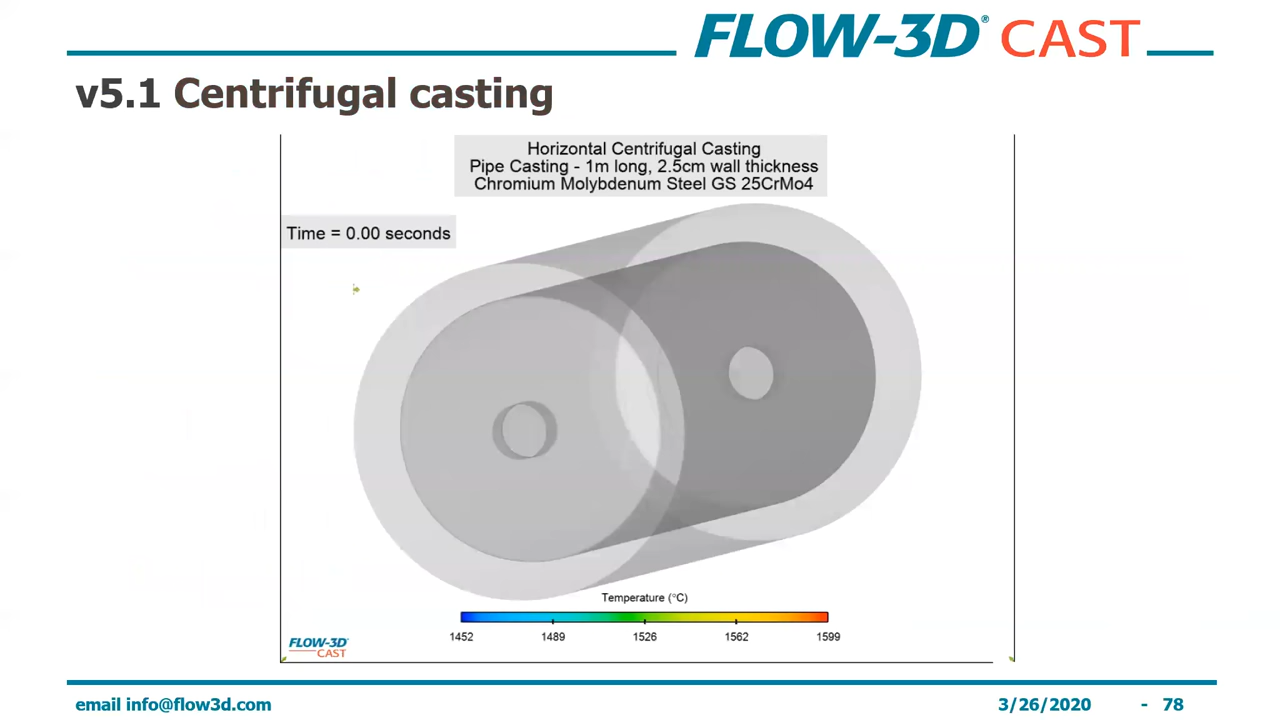 FLOW-3D® CAST
v5.1 Centrifugal casting
Horizontal Centrifugal Casting
Pipe Casting - 1m long, 2.5cm wall thickness
Chromium Molybdenum Steel GS 25CrMo4
Time = 0.00 seconds
Temperature (°C)
1452 1489 1526 1562 1599
FLOW-3D®
CAST
email info@flow3d.com 3/26/2020 - 78